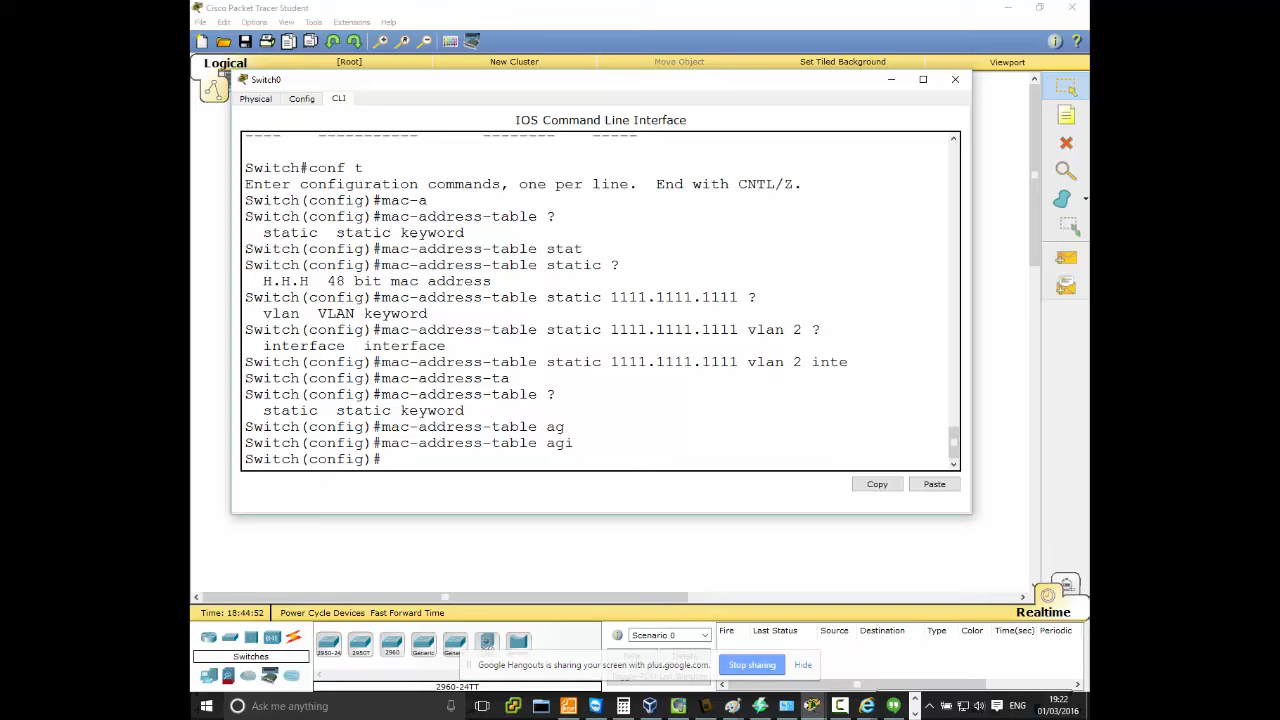 Cisco Packet Tracer Student
File Edit Options View Tools Extensions Help
Logical [Root] New Cluster Move Object Set Tiled Background Viewport
Switch0
Physical Config CLI
IOS Command Line Interface
---- ----------- -------- -----
Switch#conf t
Enter configuration commands, one per line. End with CNTL/Z.
Switch(config)#mac-a
Switch(config)#mac-address-table ?
static static keyword
Switch(config)#mac-address-table stat
Switch(config)#mac-address-table static ?
H.H.H 48 bit mac address
Switch(config)#mac-address-table static 1111.1111.1111 ?
vlan VLAN keyword
Switch(config)#mac-address-table static 1111.1111.1111 vlan 2 ?
interface interface
Switch(config)#mac-address-table static 1111.1111.1111 vlan 2 inte
Switch(config)#mac-address-ta
Switch(config)#mac-address-table ?
static static keyword
Switch(config)#mac-address-table ag
Switch(config)#mac-address-table agi
Switch(config)#
Copy Paste
Time: 18:44:52 Power Cycle Devices Fast Forward Time Realtime
Scenario 0 Fire Last Status Source Destination Type Color Time(sec) Periodic
2950-24 2950T 2960 Generic Generic
Switches
New Delete
Google Hangouts is sharing your screen with plus.google.com. Stop sharing Hide
Toggle PDU List Window
2960-24TT
Ask me anything
ENG
19:22
01/03/2016